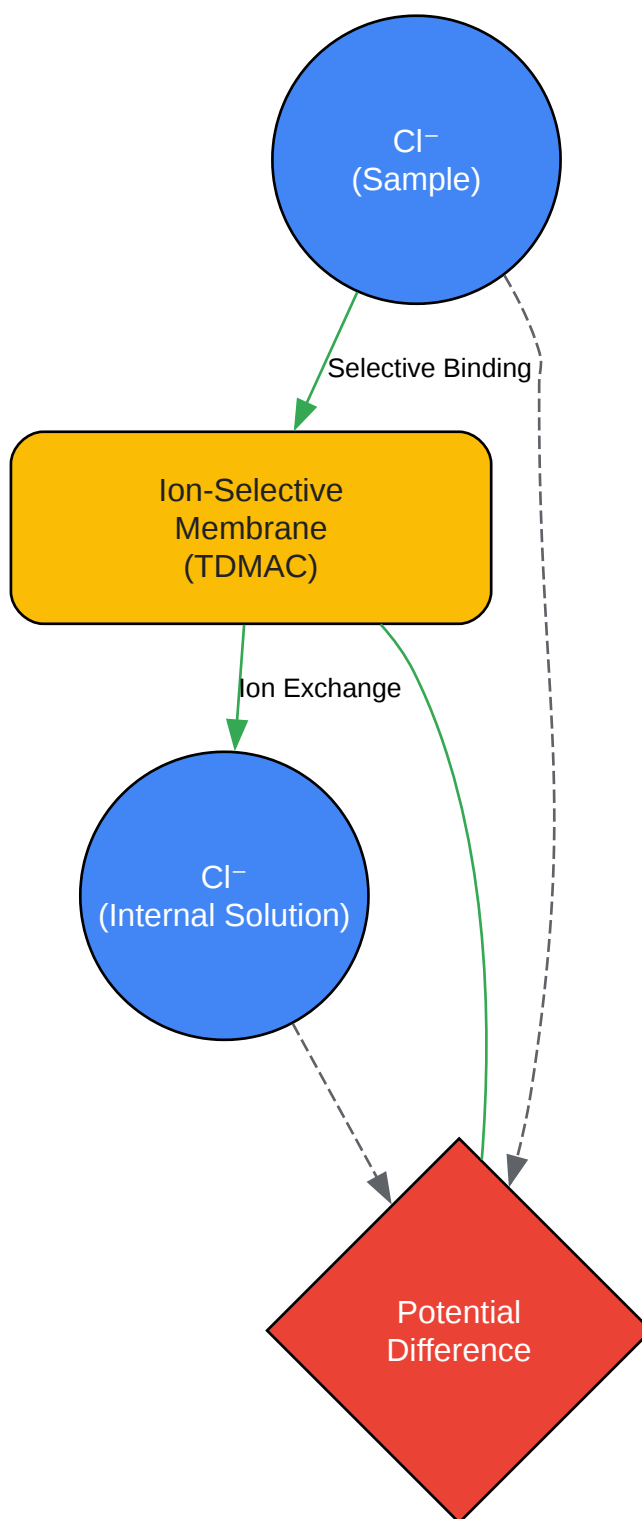 Cl⁻
(Sample)
Selective Binding
Ion-Selective
Membrane
(TDMAC)
Ion Exchange
Cl⁻
(Internal Solution)
Potential
Difference